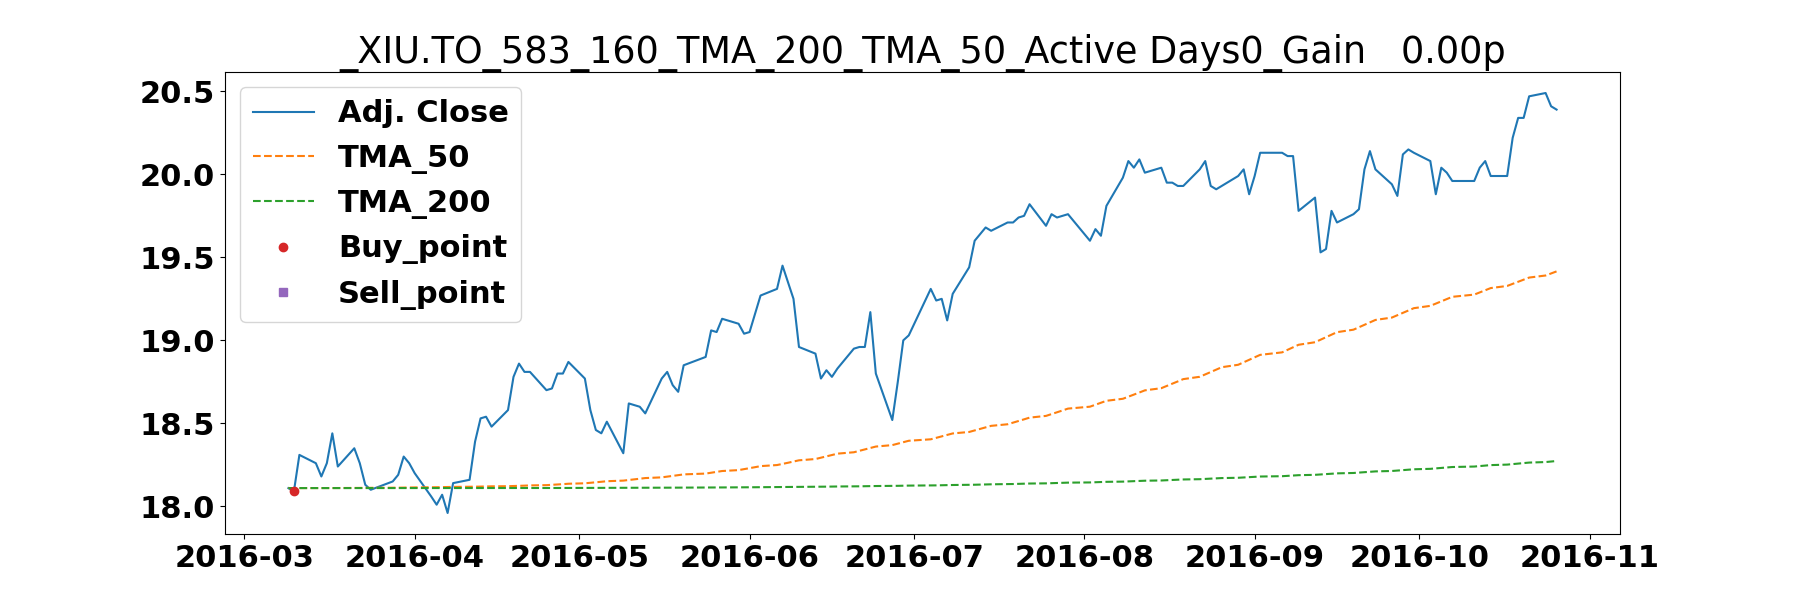 _XIU.TO_583_160_TMA_200_TMA_50_Active Days0_Gain   0.00p
20.5
20.0
19.5
19.0
18.5
18.0
Adj. Close
TMA_50
TMA_200
Buy_point
Sell_point
2016-03 2016-04 2016-05 2016-06 2016-07 2016-08 2016-09 2016-10 2016-11